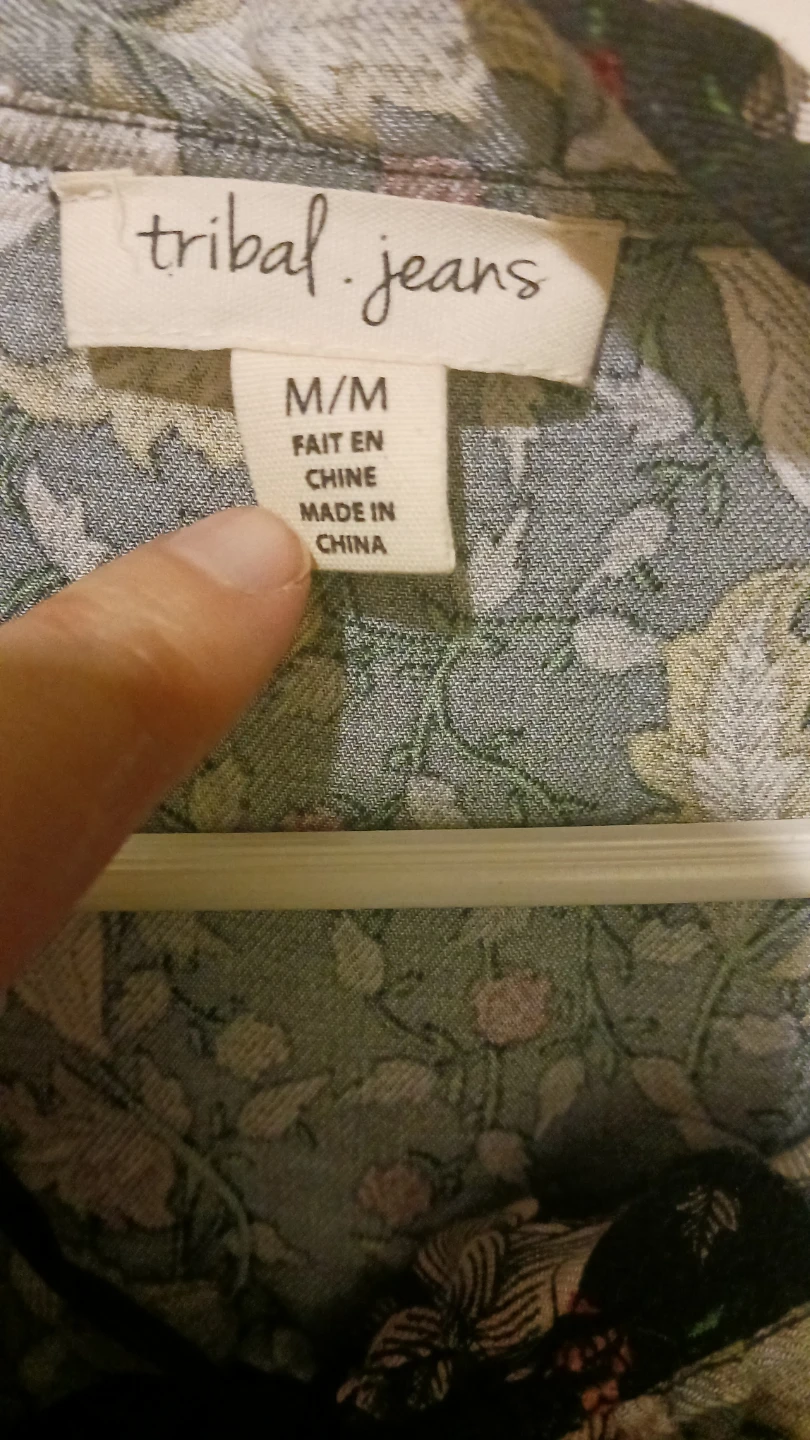 tribal . jeans
M/M
FAIT EN
CHINE
MADE IN
CHINA